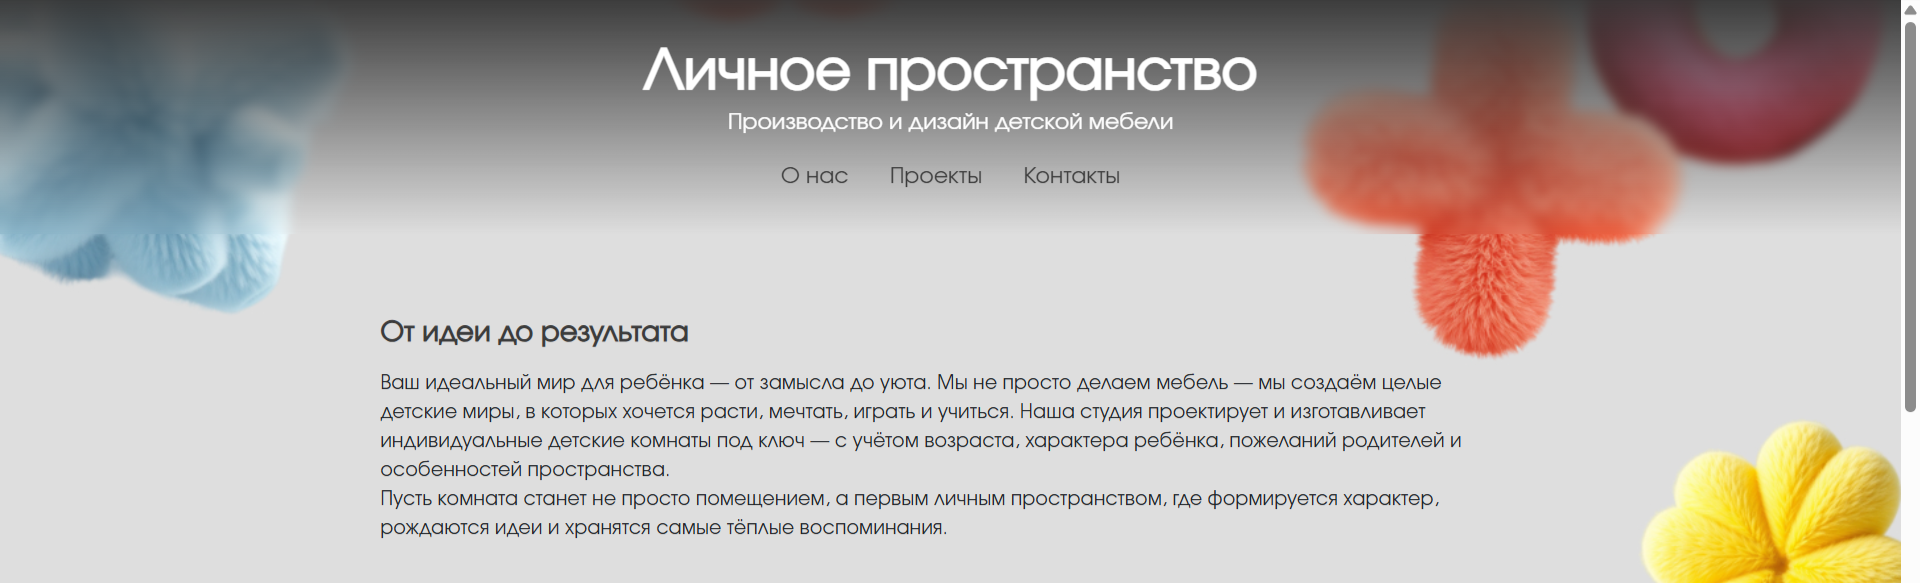 Личное пространство
Производство и дизайн детской мебели
О нас Проекты Контакты
От идеи до результата
Ваш идеальный мир для ребёнка — от замысла до уюта. Мы не просто делаем мебель — мы создаём целые
детские миры, в которых хочется расти, мечтать, играть и учиться. Наша студия проектирует и изготавливает
индивидуальные детские комнаты под ключ — с учётом возраста, характера ребёнка, пожеланий родителей и
особенностей пространства.
Пусть комната станет не просто помещением, а первым личным пространством, где формируется характер,
рождаются идеи и хранятся самые тёплые воспоминания.